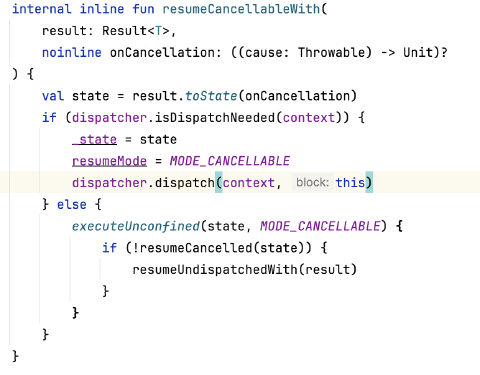 internal inline fun resumeCancellableWith(
    result: Result<T>,
    noinline onCancellation: ((cause: Throwable) -> Unit)?
) {
    val state = result.toState(onCancellation)
    if (dispatcher.isDispatchNeeded(context)) {
        _state = state
        resumeMode = MODE_CANCELLABLE
        dispatcher.dispatch(context, block: this)
    } else {
        executeUnconfined(state, MODE_CANCELLABLE) {
            if (!resumeCancelled(state)) {
                resumeUndispatchedWith(result)
            }
        }
    }
}